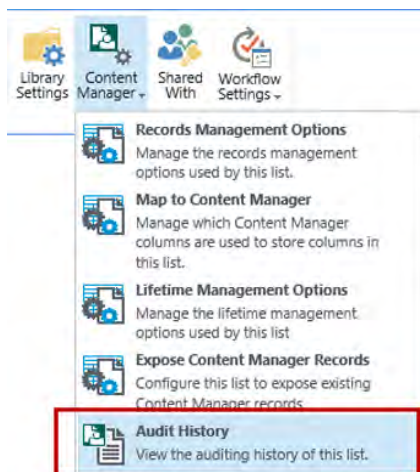 Library Content Shared Workflow
Settings Manager With Settings
Records Management Options
Manage the records management
options used by this list.
Map to Content Manager
Manage which Content Manager
columns are used to store columns in
this list.
Lifetime Management Options
Manage the lifetime management
options used by this list
Expose Content Manager Records
Configure this list to expose existing
Content Manager records
Audit History
View the auditing history of this list.